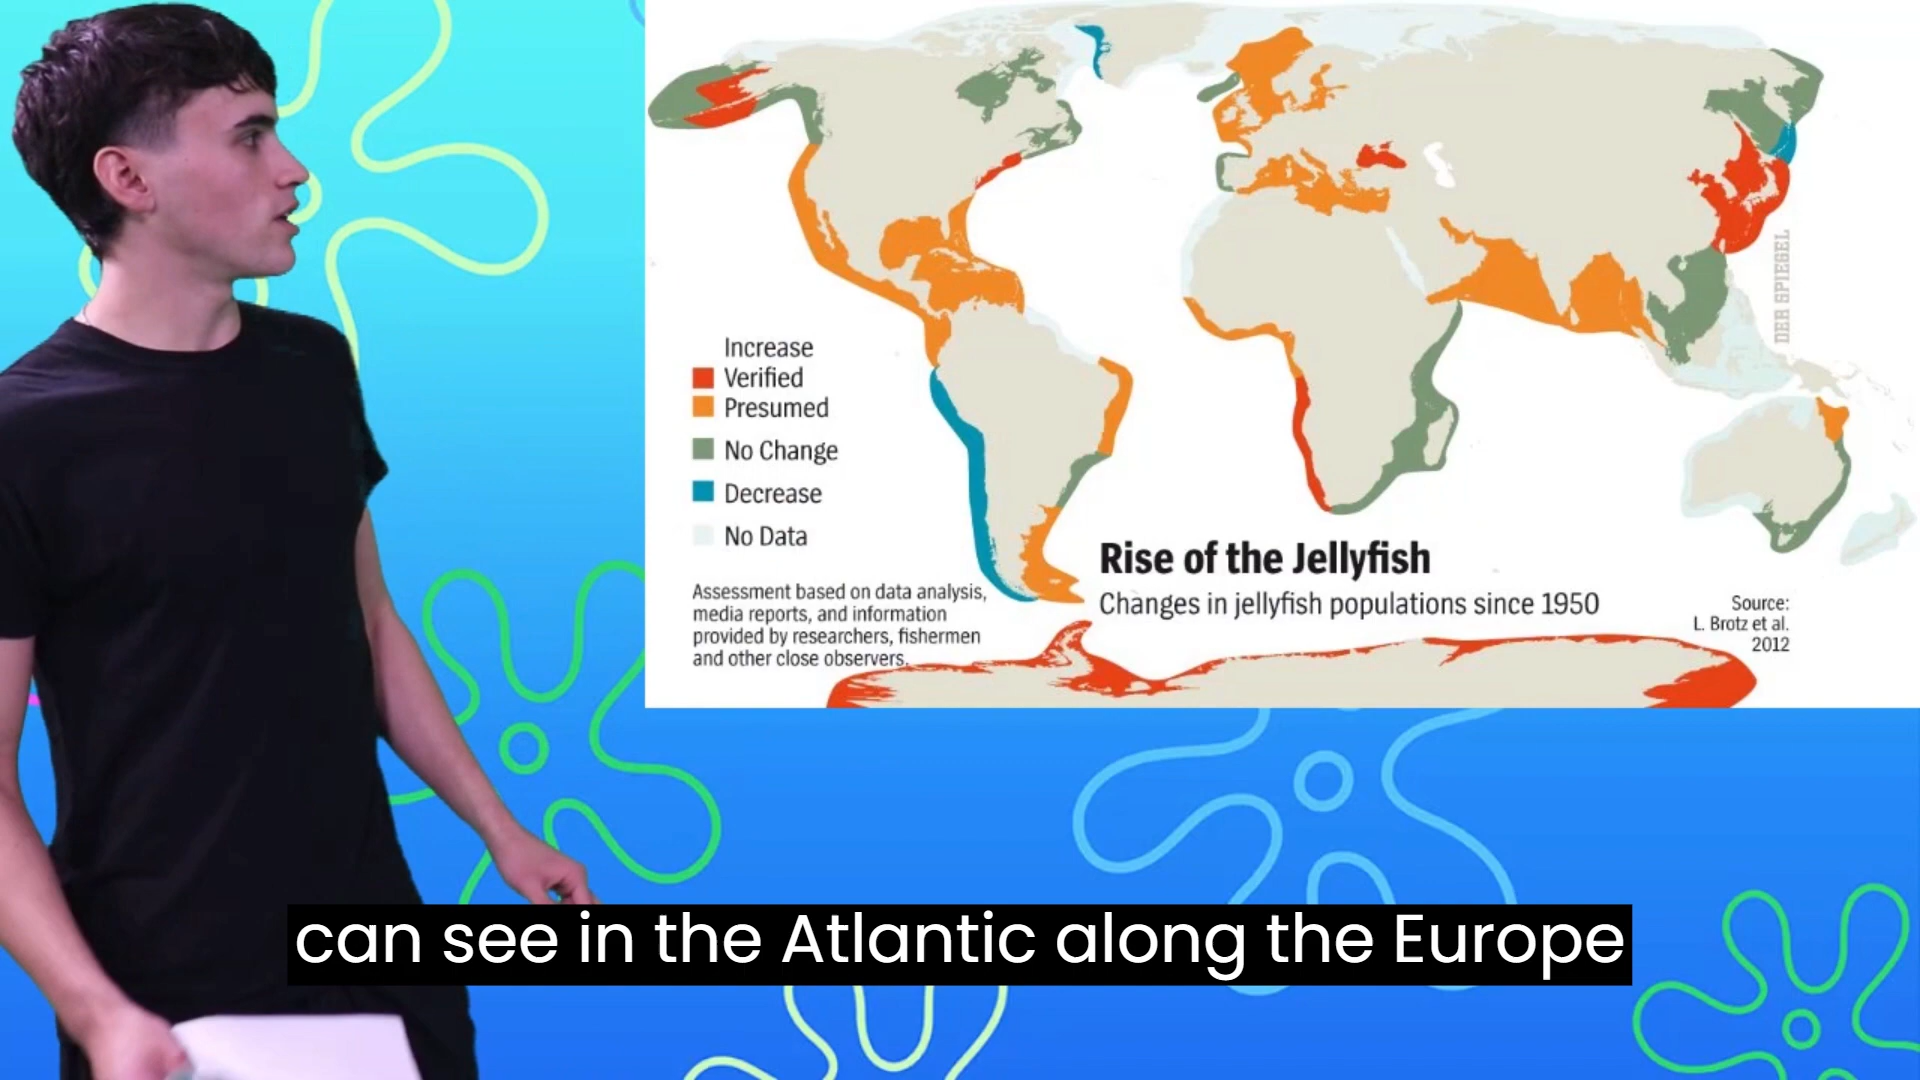 DER SPIEGEL
Increase
Verified
Presumed
No Change
Decrease
No Data
Assessment based on data analysis,
media reports, and information
provided by researchers, fishermen
and other close observers.
Rise of the Jellyfish
Changes in jellyfish populations since 1950
Source:
L. Brotz et al.
2012
can see in the Atlantic along the Europe